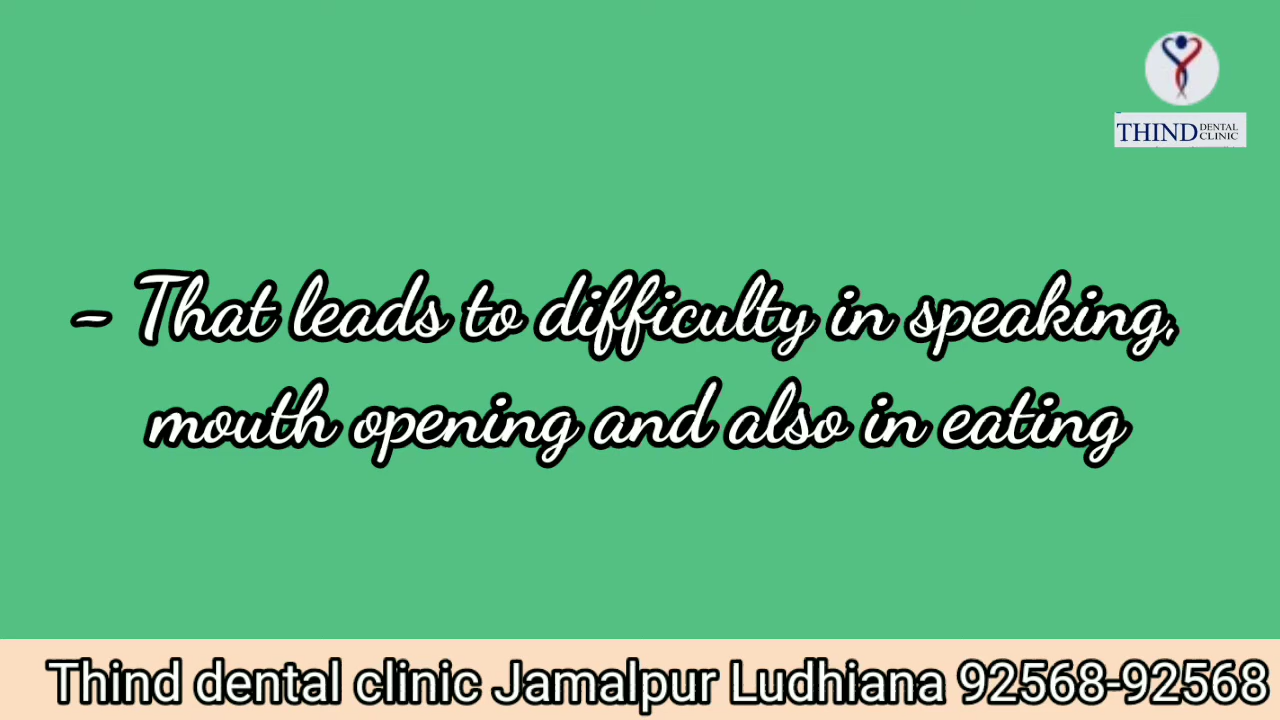 THIND DENTAL CLINIC
- That leads to difficulty in speaking,
mouth opening and also in eating
Thind dental clinic Jamalpur Ludhiana 92568-92568